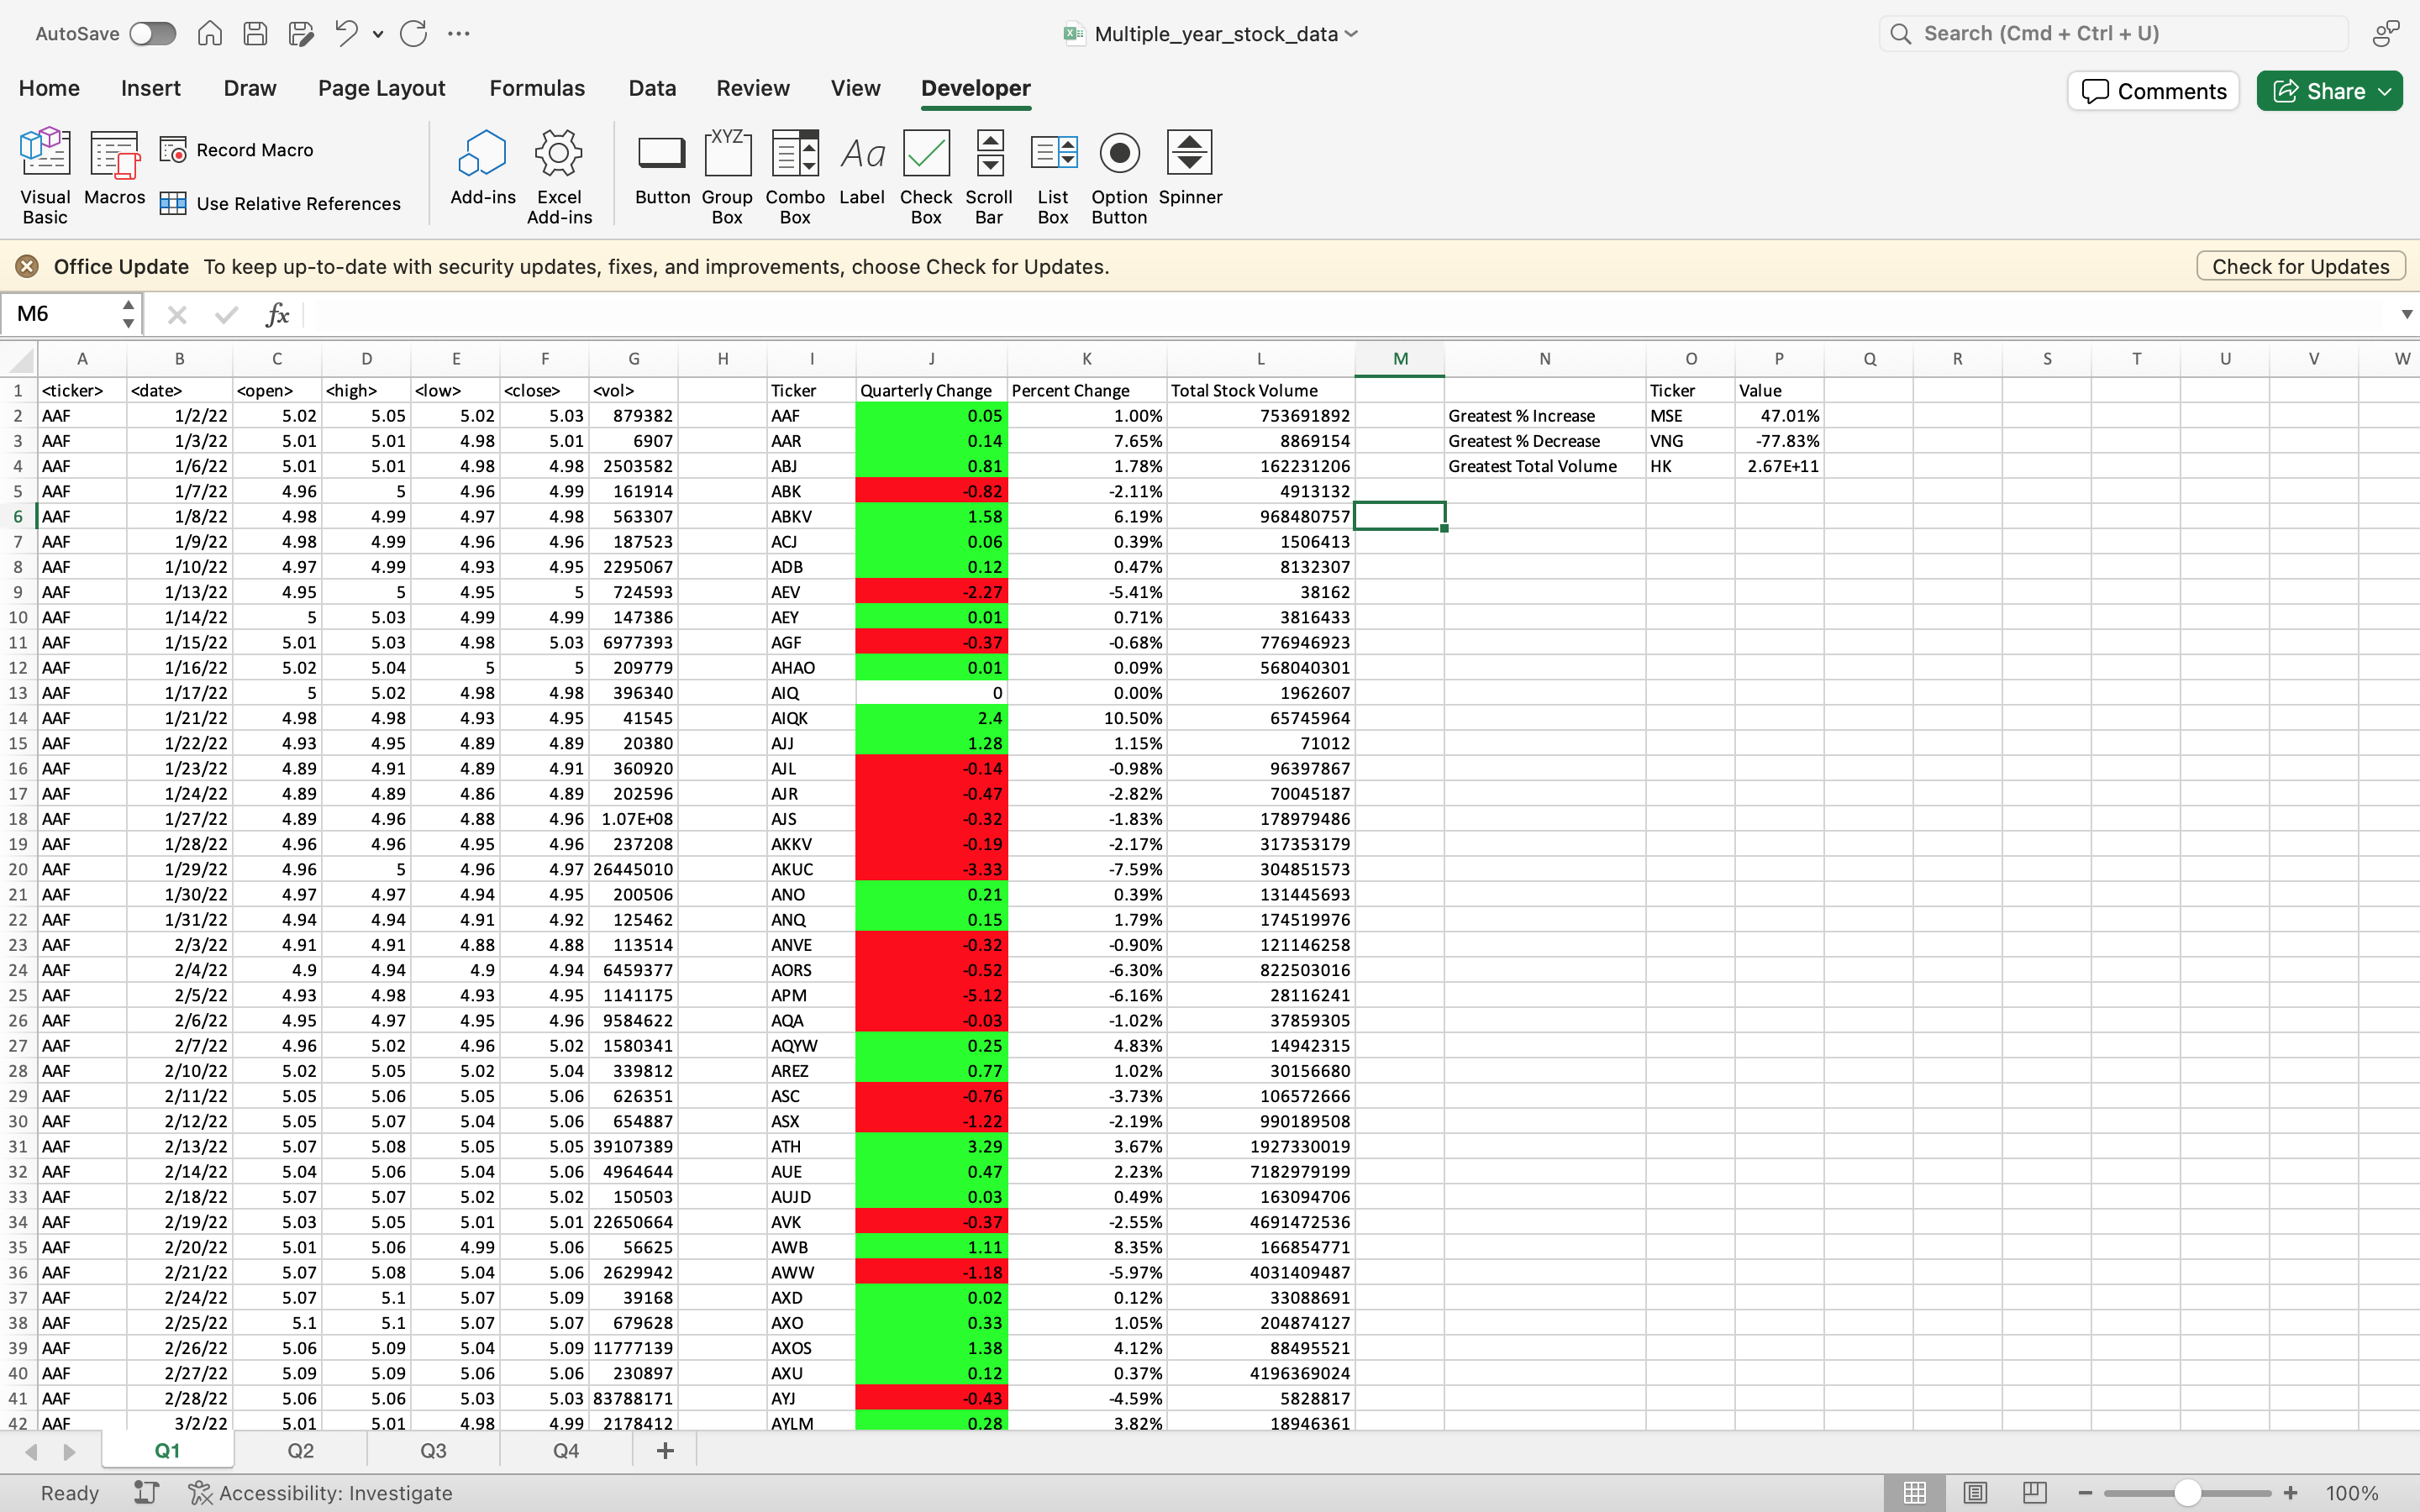 AutoSave Multiple_year_stock_data Search (Cmd + Ctrl + U)
Home Insert Draw Page Layout Formulas Data Review View Developer Comments Share
Visual Basic Macros Record Macro Use Relative References Add-ins Excel Add-ins Button XYZ Group Box Combo Box Aa Label Check Box Scroll Bar List Box Option Button Spinner
Office Update To keep up-to-date with security updates, fixes, and improvements, choose Check for Updates. Check for Updates
M6 fx
A B C D E F G H I J K L M N O P Q R S T U V W
1 <ticker> <date> <open> <high> <low> <close> <vol> Ticker Quarterly Change Percent Change Total Stock Volume Ticker Value
2 AAF 1/2/22 5.02 5.05 5.02 5.03 879382 AAF 0.05 1.00% 753691892 Greatest % Increase MSE 47.01%
3 AAF 1/3/22 5.01 5.01 4.98 5.01 6907 AAR 0.14 7.65% 8869154 Greatest % Decrease VNG -77.83%
4 AAF 1/6/22 5.01 5.01 4.98 4.98 2503582 ABJ 0.81 1.78% 162231206 Greatest Total Volume HK 2.67E+11
5 AAF 1/7/22 4.96 5 4.96 4.99 161914 ABK -0.82 -2.11% 4913132
6 AAF 1/8/22 4.98 4.99 4.97 4.98 563307 ABKV 1.58 6.19% 968480757
7 AAF 1/9/22 4.98 4.99 4.96 4.96 187523 ACJ 0.06 0.39% 1506413
8 AAF 1/10/22 4.97 4.99 4.93 4.95 2295067 ADB 0.12 0.47% 8132307
9 AAF 1/13/22 4.95 5 4.95 5 724593 AEV -2.27 -5.41% 38162
10 AAF 1/14/22 5 5.03 4.99 4.99 147386 AEY 0.01 0.71% 3816433
11 AAF 1/15/22 5.01 5.03 4.98 5.03 6977393 AGF -0.37 -0.68% 776946923
12 AAF 1/16/22 5.02 5.04 5 5 209779 AHAO 0.01 0.09% 568040301
13 AAF 1/17/22 5 5.02 4.98 4.98 396340 AIQ 0 0.00% 1962607
14 AAF 1/21/22 4.98 4.98 4.93 4.95 41545 AIQK 2.4 10.50% 65745964
15 AAF 1/22/22 4.93 4.95 4.89 4.89 20380 AJJ 1.28 1.15% 71012
16 AAF 1/23/22 4.89 4.91 4.89 4.91 360920 AJL -0.14 -0.98% 96397867
17 AAF 1/24/22 4.89 4.89 4.86 4.89 202596 AJR -0.47 -2.82% 70045187
18 AAF 1/27/22 4.89 4.96 4.88 4.96 1.07E+08 AJS -0.32 -1.83% 178979486
19 AAF 1/28/22 4.96 4.96 4.95 4.96 237208 AKKV -0.19 -2.17% 317353179
20 AAF 1/29/22 4.96 5 4.96 4.97 26445010 AKUC -3.33 -7.59% 304851573
21 AAF 1/30/22 4.97 4.97 4.94 4.95 200506 ANO 0.21 0.39% 131445693
22 AAF 1/31/22 4.94 4.94 4.91 4.92 125462 ANQ 0.15 1.79% 174519976
23 AAF 2/3/22 4.91 4.91 4.88 4.88 113514 ANVE -0.32 -0.90% 121146258
24 AAF 2/4/22 4.9 4.94 4.9 4.94 6459377 AORS -0.52 -6.30% 822503016
25 AAF 2/5/22 4.93 4.98 4.93 4.95 1141175 APM -5.12 -6.16% 28116241
26 AAF 2/6/22 4.95 4.97 4.95 4.96 9584622 AQA -0.03 -1.02% 37859305
27 AAF 2/7/22 4.96 5.02 4.96 5.02 1580341 AQYW 0.25 4.83% 14942315
28 AAF 2/10/22 5.02 5.05 5.02 5.04 339812 AREZ 0.77 1.02% 30156680
29 AAF 2/11/22 5.05 5.06 5.05 5.06 626351 ASC -0.76 -3.73% 106572666
30 AAF 2/12/22 5.05 5.07 5.04 5.06 654887 ASX -1.22 -2.19% 990189508
31 AAF 2/13/22 5.07 5.08 5.05 5.05 39107389 ATH 3.29 3.67% 1927330019
32 AAF 2/14/22 5.04 5.06 5.04 5.06 4964644 AUE 0.47 2.23% 7182979199
33 AAF 2/18/22 5.07 5.07 5.02 5.02 150503 AUJD 0.03 0.49% 163094706
34 AAF 2/19/22 5.03 5.05 5.01 5.01 22650664 AVK -0.37 -2.55% 4691472536
35 AAF 2/20/22 5.01 5.06 4.99 5.06 56625 AWB 1.11 8.35% 166854771
36 AAF 2/21/22 5.07 5.08 5.04 5.06 2629942 AWW -1.18 -5.97% 4031409487
37 AAF 2/24/22 5.07 5.1 5.07 5.09 39168 AXD 0.02 0.12% 33088691
38 AAF 2/25/22 5.1 5.1 5.07 5.07 679628 AXO 0.33 1.05% 204874127
39 AAF 2/26/22 5.06 5.09 5.04 5.09 11777139 AXOS 1.38 4.12% 88495521
40 AAF 2/27/22 5.09 5.09 5.06 5.06 230897 AXU 0.12 0.37% 4196369024
41 AAF 2/28/22 5.06 5.06 5.03 5.03 83788171 AYJ -0.43 -4.59% 5828817
42 AAF 3/2/22 5.01 5.01 4.98 4.99 2178412 AYLM 0.28 3.82% 18946361
Q1 Q2 Q3 Q4
Ready Accessibility: Investigate 100%